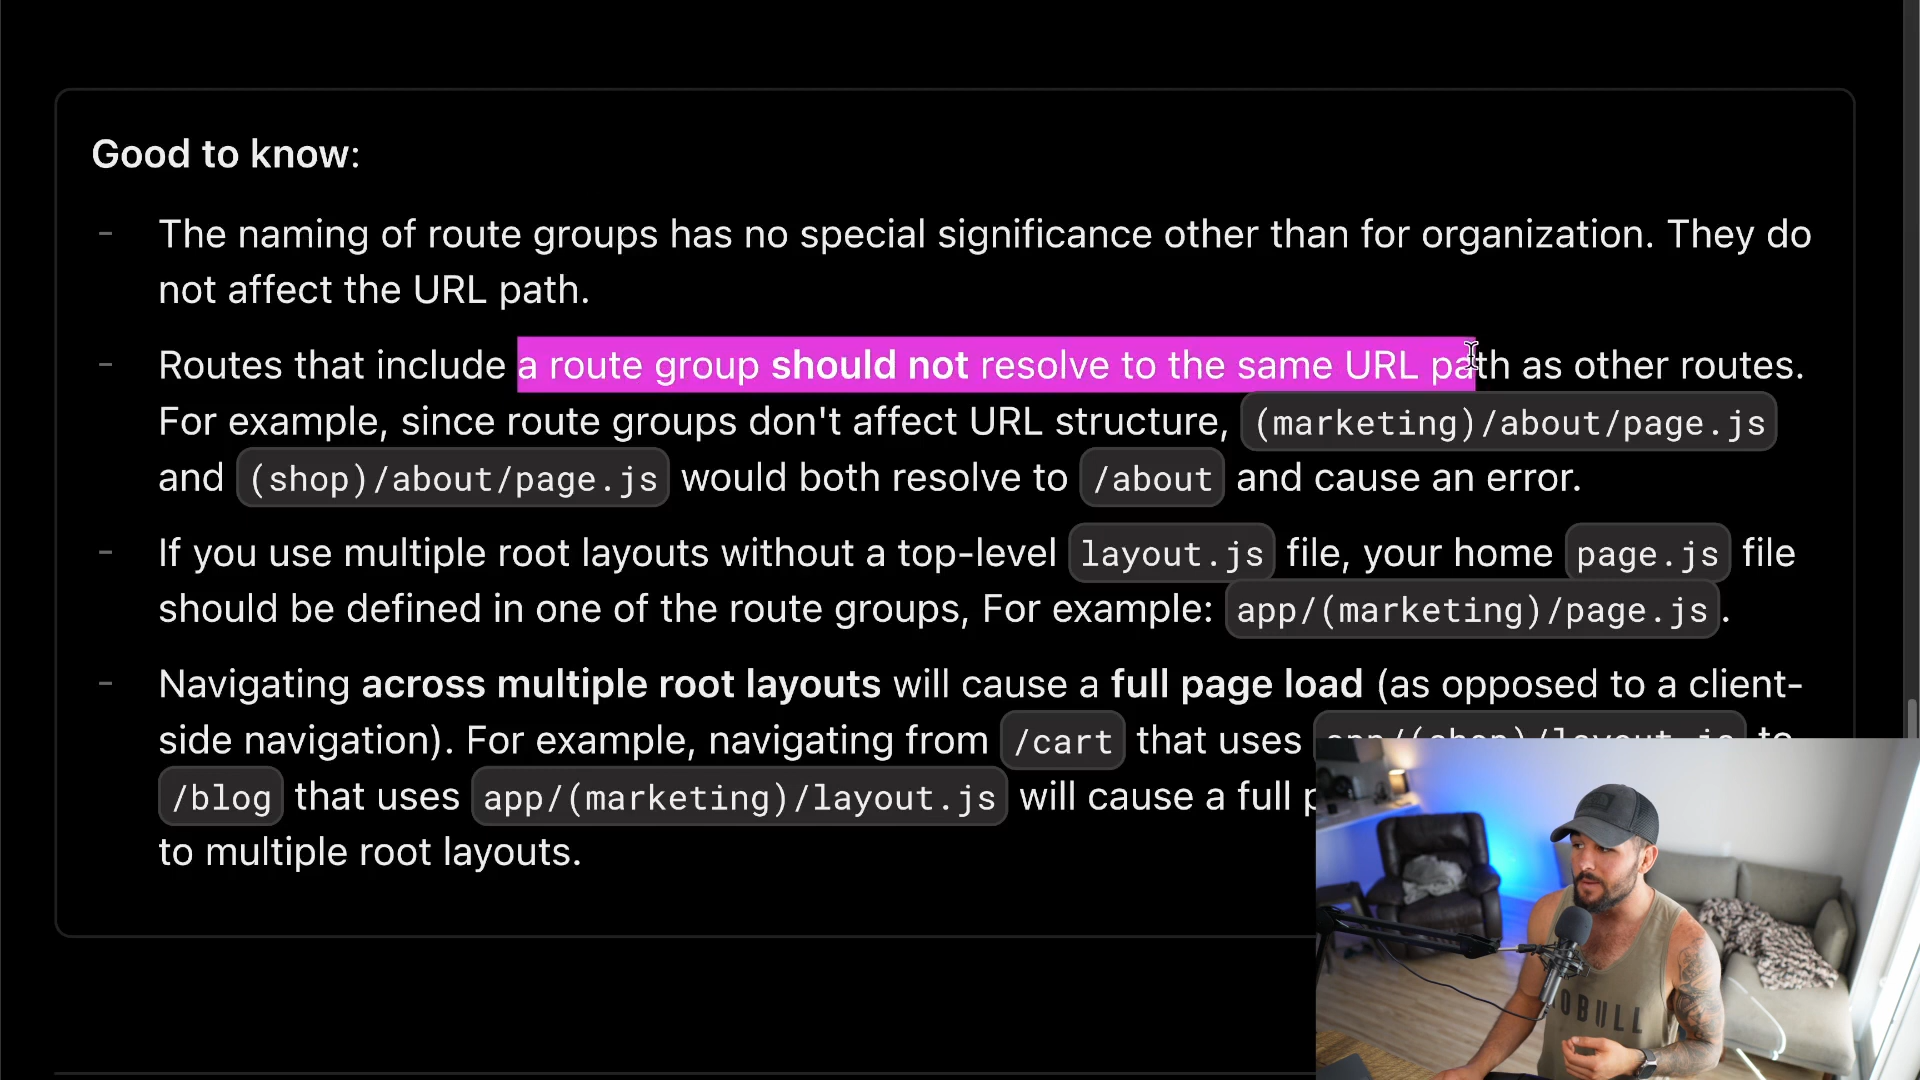 Good to know:
- The naming of route groups has no special significance other than for organization. They do
not affect the URL path.
- Routes that include a route group should not resolve to the same URL path as other routes.
For example, since route groups don't affect URL structure, (marketing)/about/page.js
and (shop)/about/page.js would both resolve to /about and cause an error.
- If you use multiple root layouts without a top-level layout.js file, your home page.js file
should be defined in one of the route groups, For example: app/(marketing)/page.js.
- Navigating across multiple root layouts will cause a full page load (as opposed to a client-
side navigation). For example, navigating from /cart that uses app/(shop)/layout.js to
/blog that uses app/(marketing)/layout.js will cause a full
to multiple root layouts.
OBULL